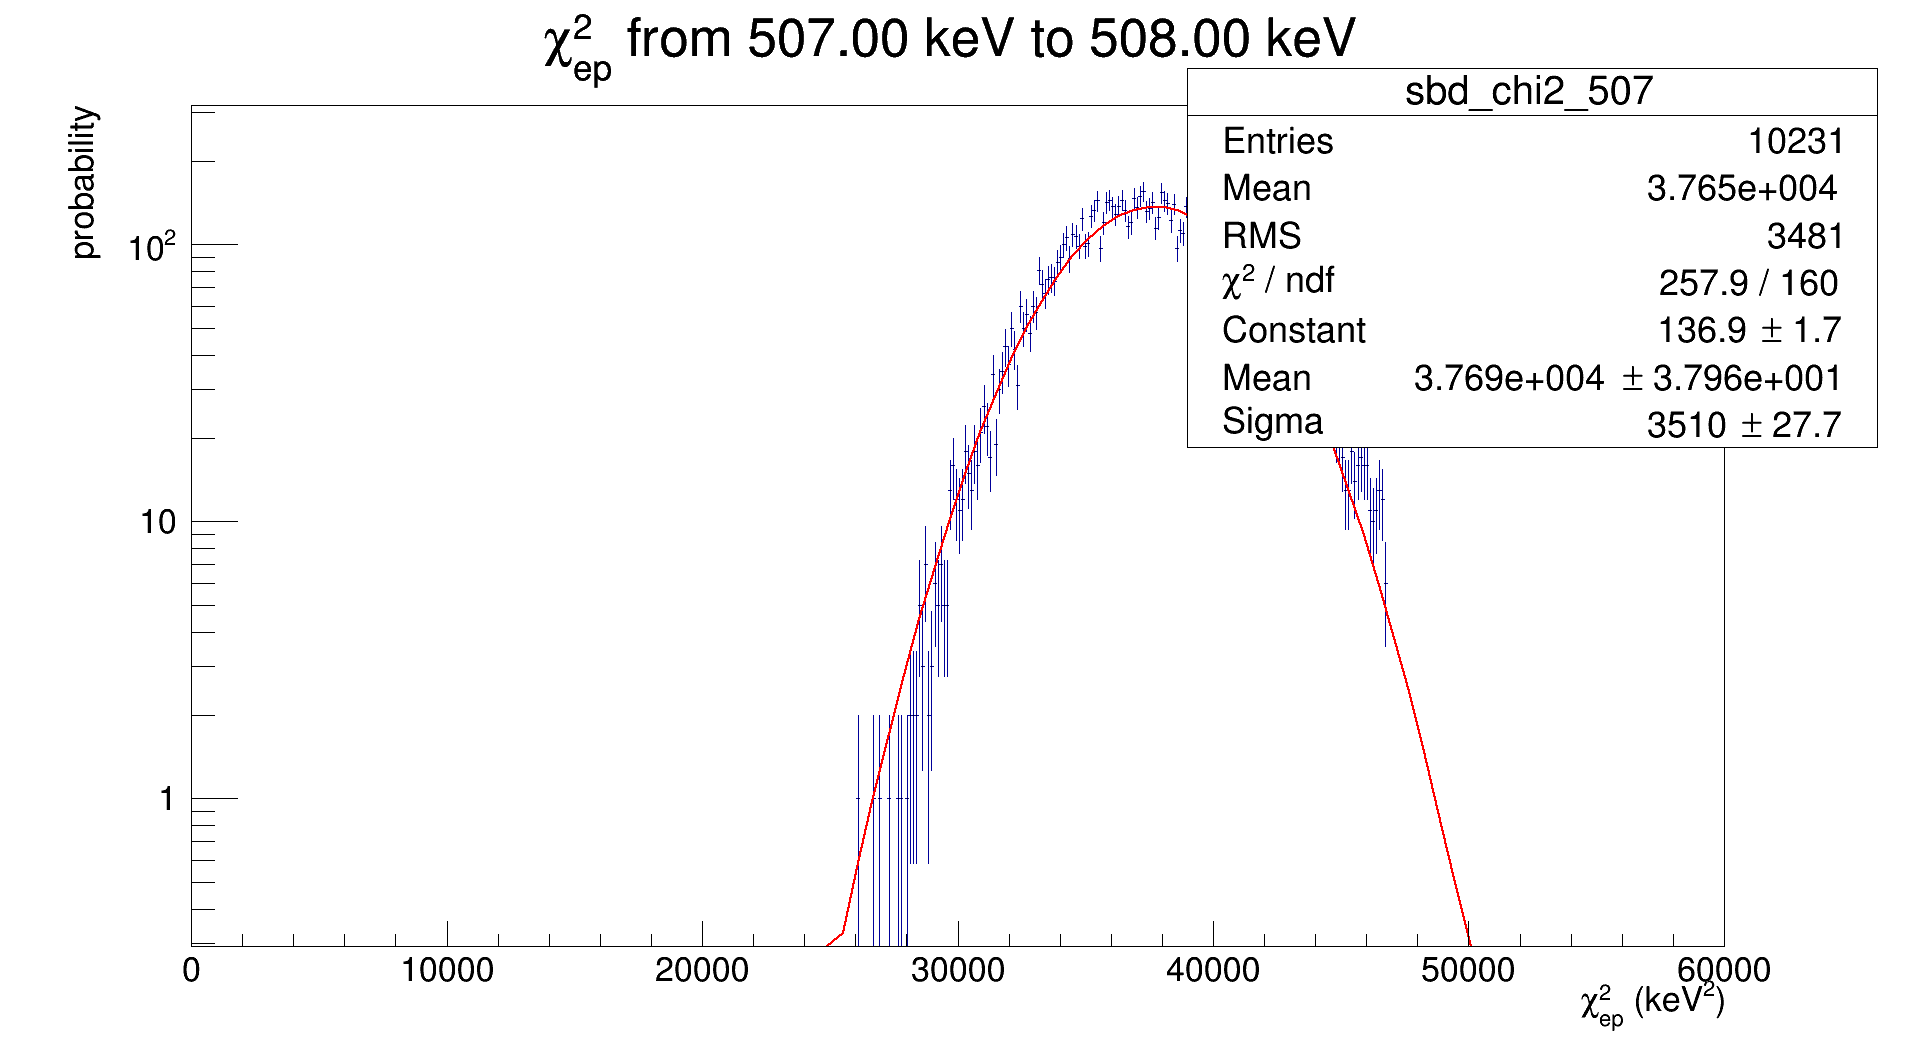 χ²ep from 507.00 keV to 508.00 keV
sbd_chi2_507
Entries 10231
Mean 3.765e+004
RMS 3481
χ² / ndf 257.9 / 160
Constant 136.9 ± 1.7
Mean 3.769e+004 ± 3.796e+001
Sigma 3510 ± 27.7
probability
10²
10
1
0 10000 20000 30000 40000 50000 60000
χ²ep (keV²)